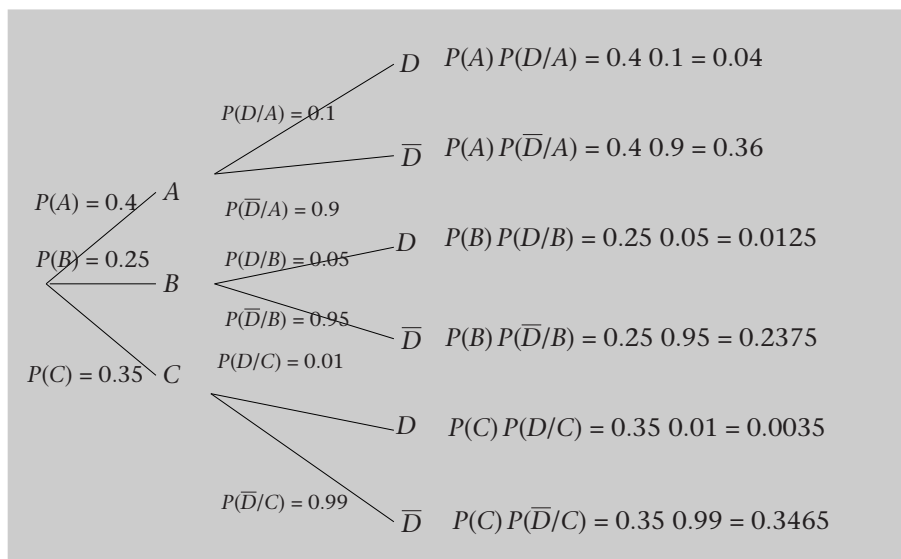 D P(A) P(D/A) = 0.4 0.1 = 0.04
P(D/A) = 0.1
D̅ P(A) P(D̅/A) = 0.4 0.9 = 0.36
A
P(A) = 0.4
P(D̅/A) = 0.9
D P(B) P(D/B) = 0.25 0.05 = 0.0125
P(B) = 0.25
P(D/B) = 0.05
B
P(D̅/B) = 0.95
D̅ P(B) P(D̅/B) = 0.25 0.95 = 0.2375
P(D/C) = 0.01
P(C) = 0.35 C
D P(C) P(D/C) = 0.35 0.01 = 0.0035
P(D̅/C) = 0.99
D̅ P(C) P(D̅/C) = 0.35 0.99 = 0.3465